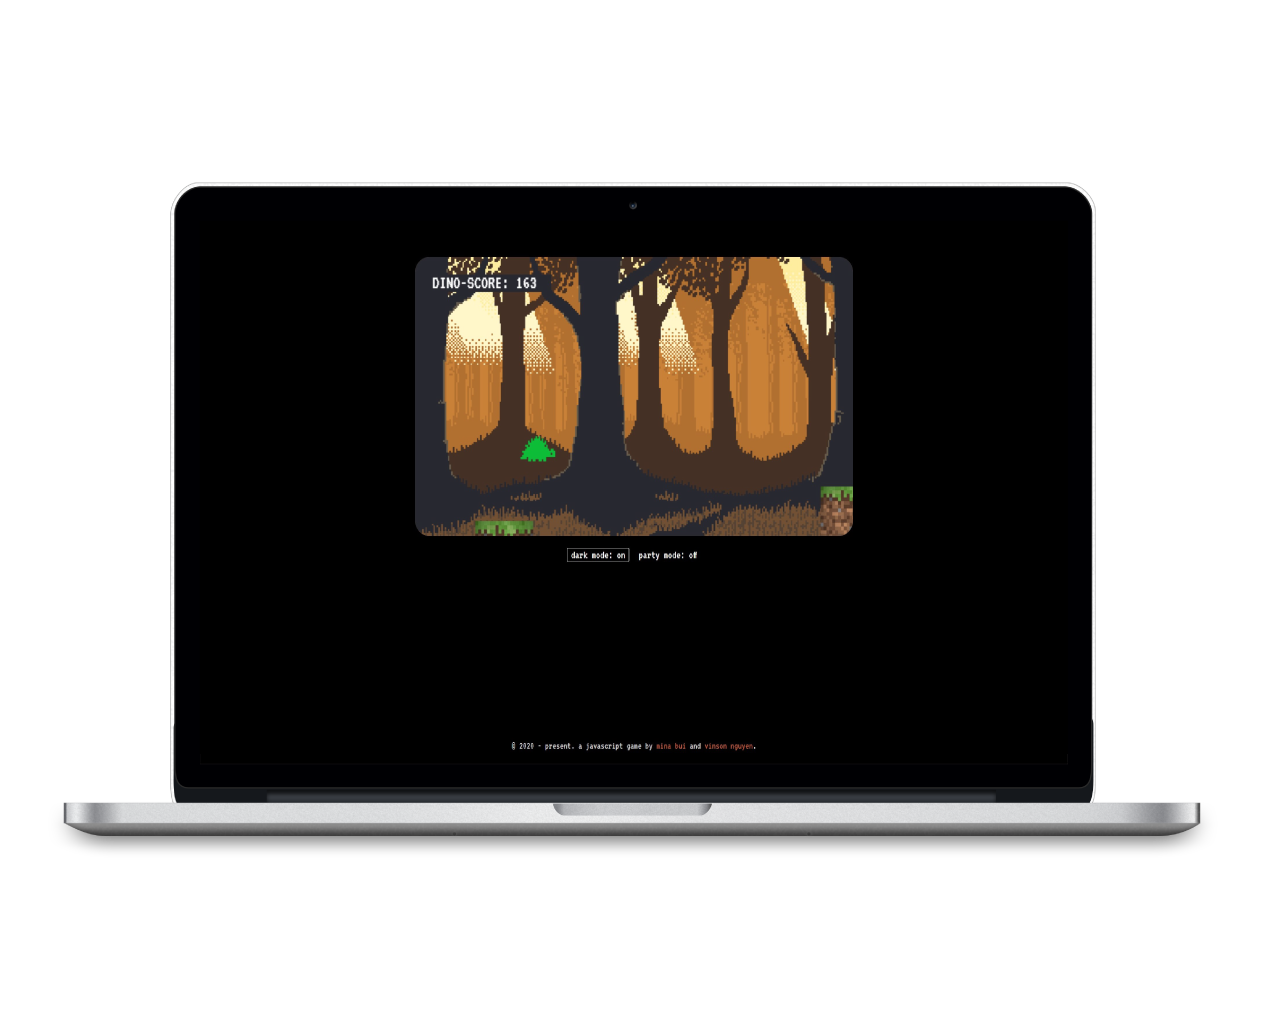 DINO-SCORE: 163
dark mode: on party mode: off
© 2020 - present. a javascript game by mina bui and vinson nguyen.